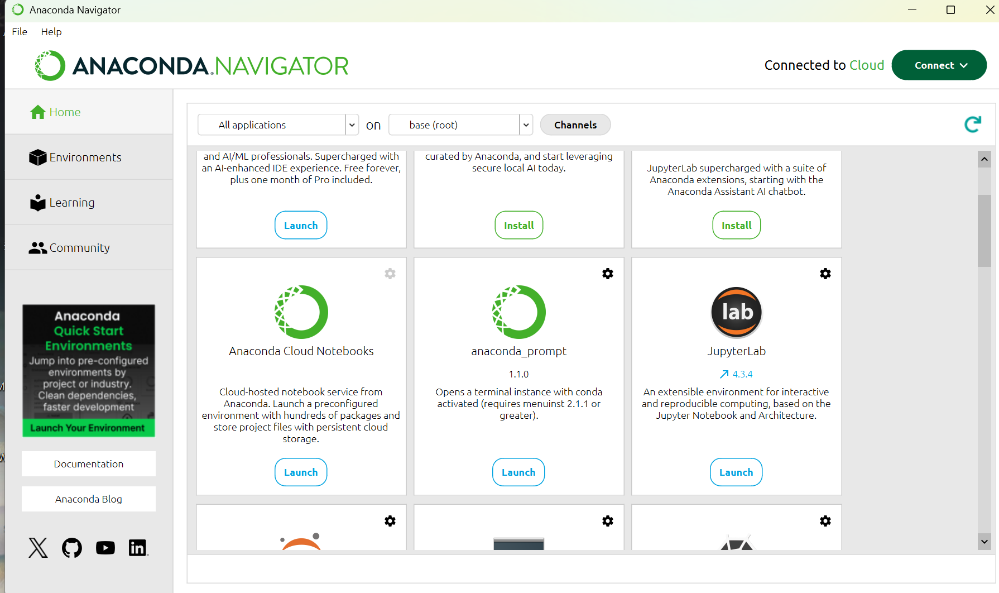 Anaconda Navigator
File Help
ANACONDA.NAVIGATOR
Connected to Cloud
Connect
Home
Environments
Learning
Community
Anaconda
Quick Start
Environments
Jump into pre-configured
environments by
project or industry.
Clean dependencies,
faster development
Launch Your Environment
Documentation
Anaconda Blog
All applications on base (root) Channels
and AI/ML professionals. Supercharged with
an AI-enhanced IDE experience. Free forever,
plus one month of Pro included.
Launch
curated by Anaconda, and start leveraging
secure local AI today.
Install
JupyterLab supercharged with a suite of
Anaconda extensions, starting with the
Anaconda Assistant AI chatbot.
Install
Anaconda Cloud Notebooks
Cloud-hosted notebook service from
Anaconda. Launch a preconfigured
environment with hundreds of packages and
store project files with persistent cloud
storage.
Launch
anaconda_prompt
1.1.0
Opens a terminal instance with conda
activated (requires menuinst 2.1.1 or
greater).
Launch
lab
JupyterLab
4.3.4
An extensible environment for interactive
and reproducible computing, based on the
Jupyter Notebook and Architecture.
Launch